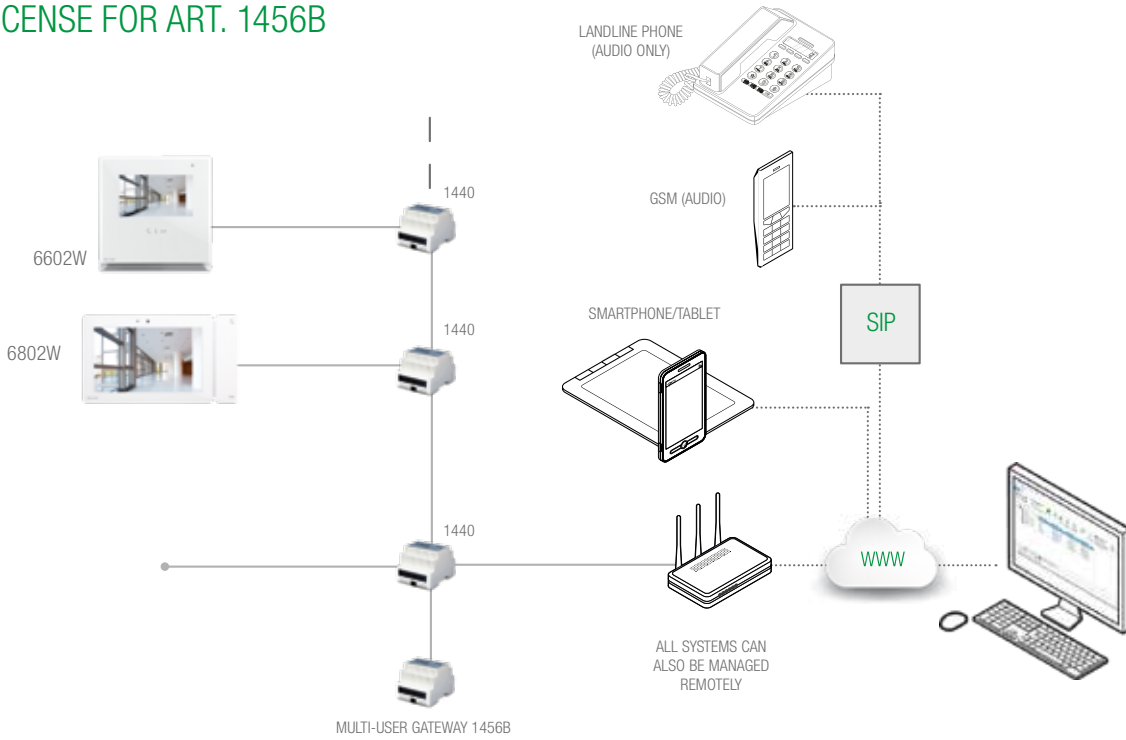 CENSE FOR ART. 1456B
LANDLINE PHONE
(AUDIO ONLY)
1440
GSM (AUDIO)
6602W
SMARTPHONE/TABLET
SIP
1440
6802W
1440
WWW
ALL SYSTEMS CAN
ALSO BE MANAGED
REMOTELY
MULTI-USER GATEWAY 1456B